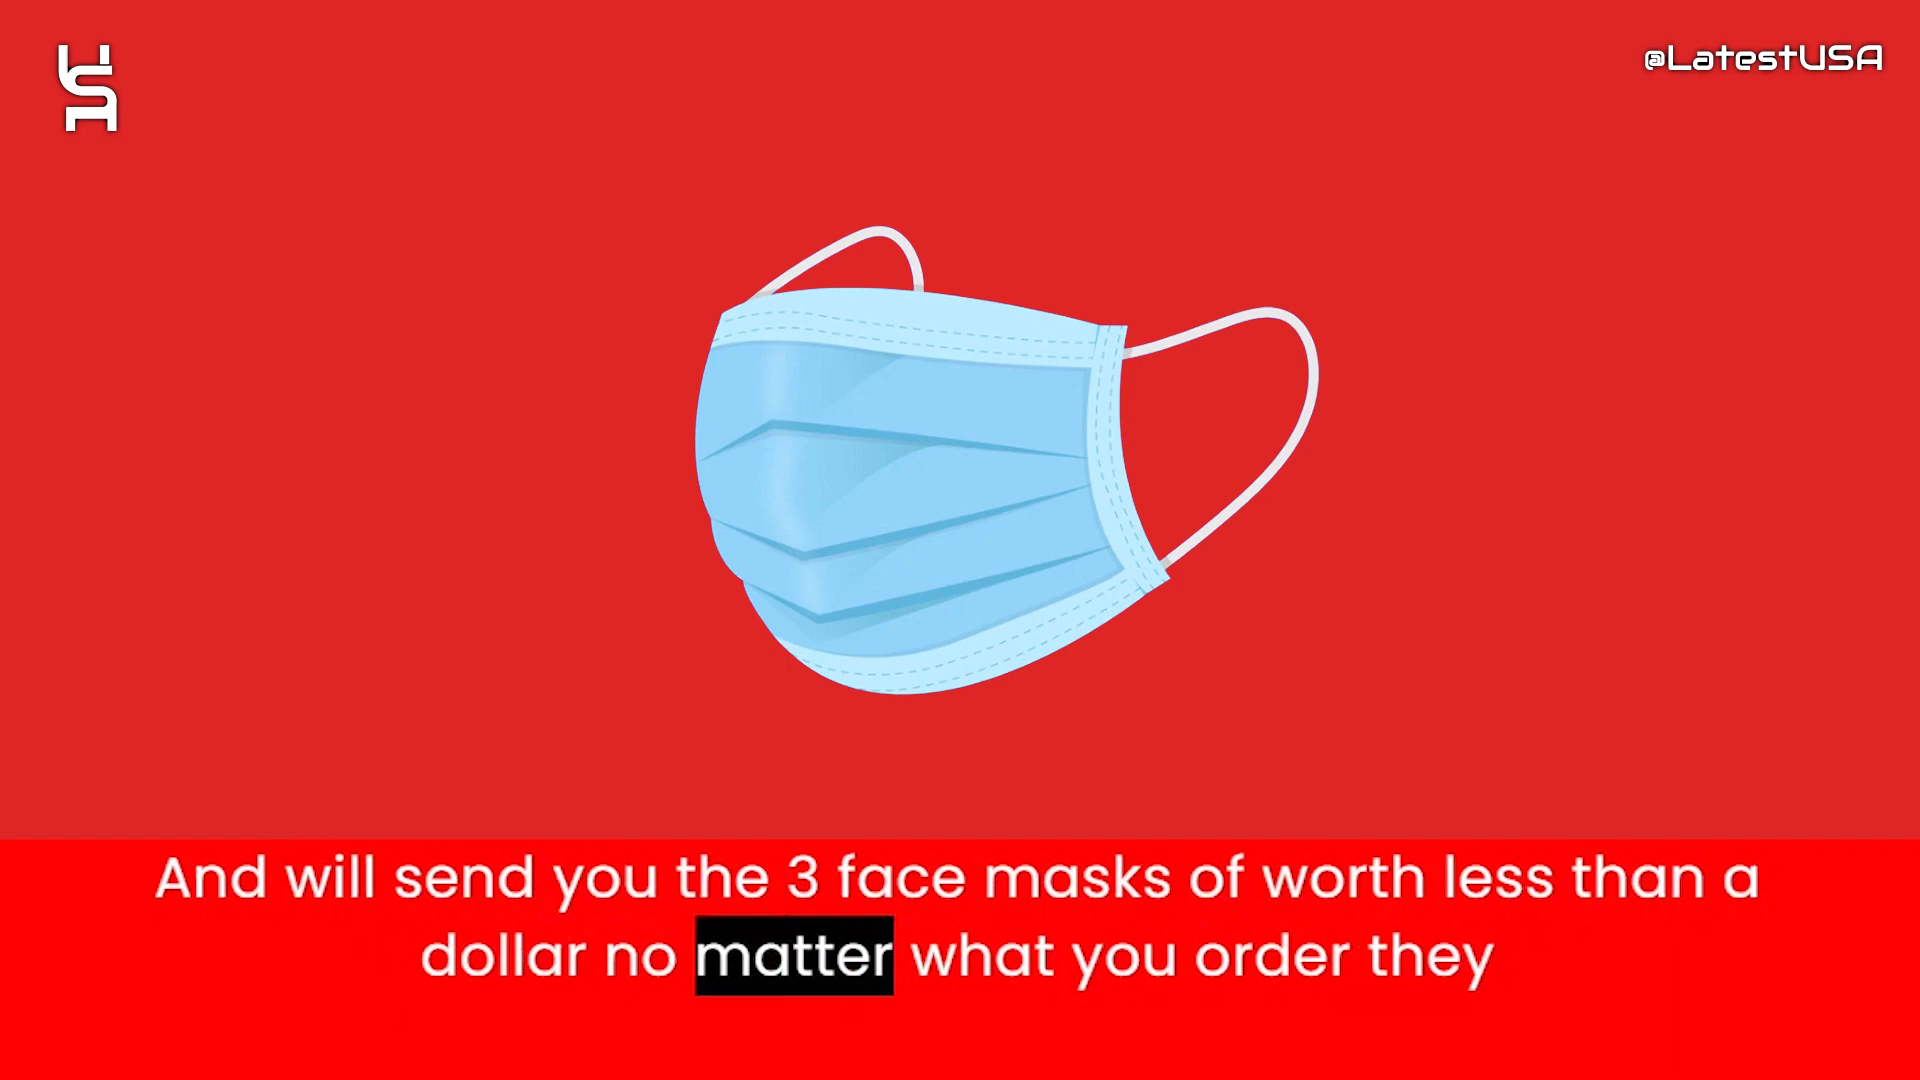 USA
@LatestUSA
And will send you the 3 face masks of worth less than a
dollar no matter what you order they